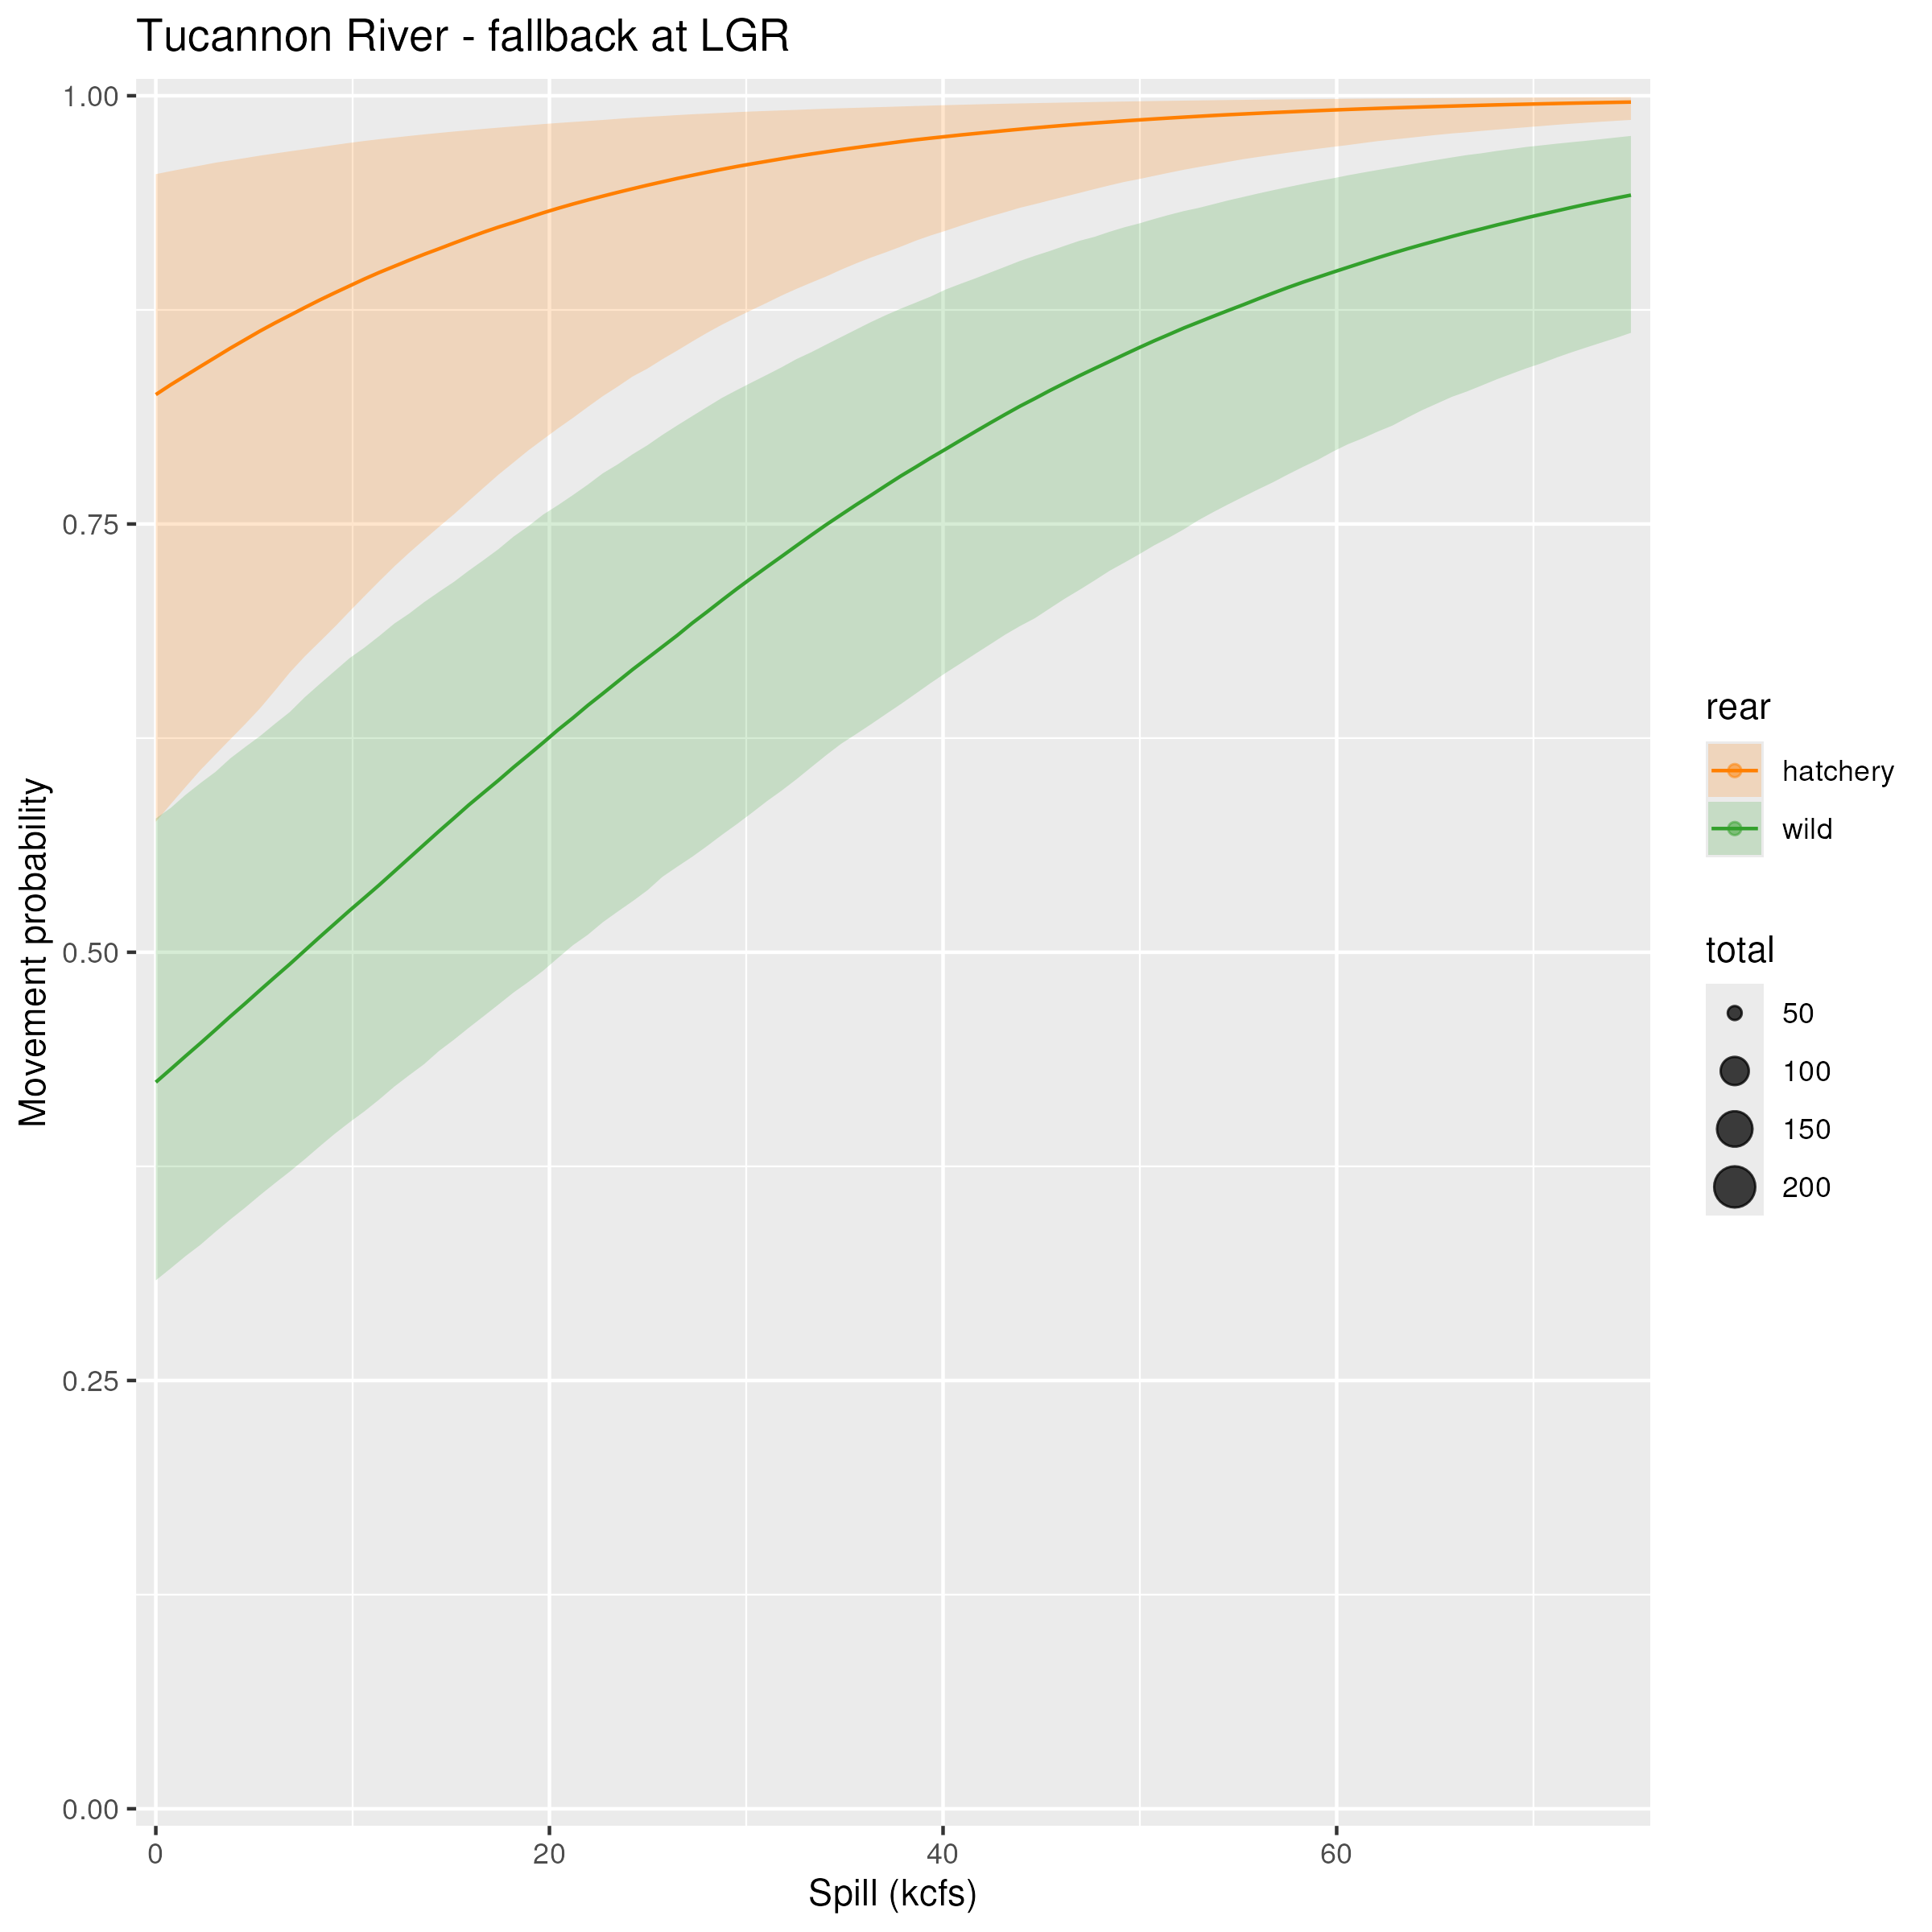 Tucannon River - fallback at LGR
Movement probability
1.00
0.75
0.50
0.25
0.00
0
20
40
60
Spill (kcfs)
rear
hatchery
wild
total
50
100
150
200